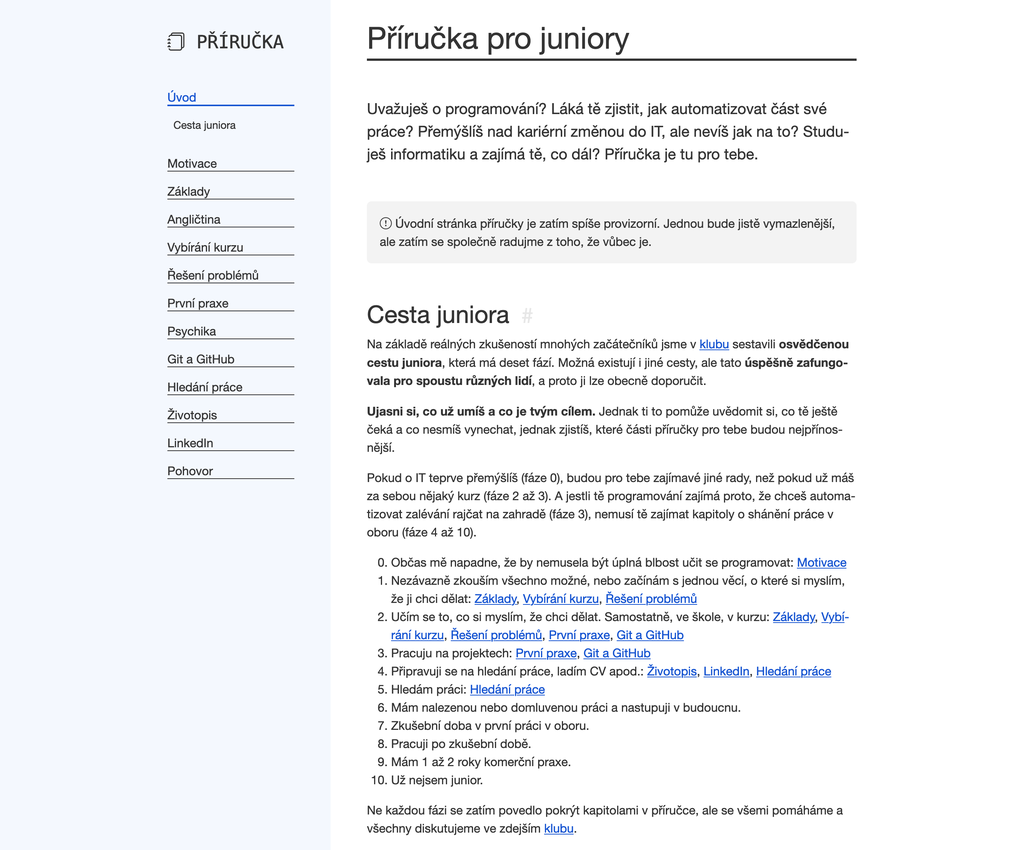 PŘÍRUČKA
Úvod
Cesta juniora
Motivace
Základy
Angličtina
Vybírání kurzu
Řešení problémů
První praxe
Psychika
Git a GitHub
Hledání práce
Životopis
LinkedIn
Pohovor
Příručka pro juniory
Uvažuješ o programování? Láká tě zjistit, jak automatizovat část své
práce? Přemýšlíš nad kariérní změnou do IT, ale nevíš jak na to? Studu-
ješ informatiku a zajímá tě, co dál? Příručka je tu pro tebe.
Úvodní stránka příručky je zatím spíše provizorní. Jednou bude jistě vymazlenější,
ale zatím se společně radujme z toho, že vůbec je.
Cesta juniora #
Na základě reálných zkušeností mnohých začátečníků jsme v klubu sestavili osvědčenou
cestu juniora, která má deset fází. Možná existují i jiné cesty, ale tato úspěšně zafungo-
vala pro spoustu různých lidí, a proto ji lze obecně doporučit.
Ujasni si, co už umíš a co je tvým cílem. Jednak ti to pomůže uvědomit si, co tě ještě
čeká a co nesmíš vynechat, jednak zjistíš, které části příručky pro tebe budou nejpřínos-
nější.
Pokud o IT teprve přemýšlíš (fáze 0), budou pro tebe zajímavé jiné rady, než pokud už máš
za sebou nějaký kurz (fáze 2 až 3). A jestli tě programování zajímá proto, že chceš automa-
tizovat zalévání rajčat na zahradě (fáze 3), nemusí tě zajímat kapitoly o shánění práce v
oboru (fáze 4 až 10).
0. Občas mě napadne, že by nemusela být úplná blbost učit se programovat: Motivace
1. Nezávazně zkouším všechno možné, nebo začínám s jednou věcí, o které si myslím,
že ji chci dělat: Základy, Vybírání kurzu, Řešení problémů
2. Učím se to, co si myslím, že chci dělat. Samostatně, ve škole, v kurzu: Základy, Vybí-
rání kurzu, Řešení problémů, První praxe, Git a GitHub
3. Pracuju na projektech: První praxe, Git a GitHub
4. Připravuji se na hledání práce, ladím CV apod.: Životopis, LinkedIn, Hledání práce
5. Hledám práci: Hledání práce
6. Mám nalezenou nebo domluvenou práci a nastupuji v budoucnu.
7. Zkušební doba v první práci v oboru.
8. Pracuji po zkušební době.
9. Mám 1 až 2 roky komerční praxe.
10. Už nejsem junior.
Ne každou fázi se zatím povedlo pokrýt kapitolami v příručce, ale se všemi pomáháme a
všechny diskutujeme ve zdejším klubu.